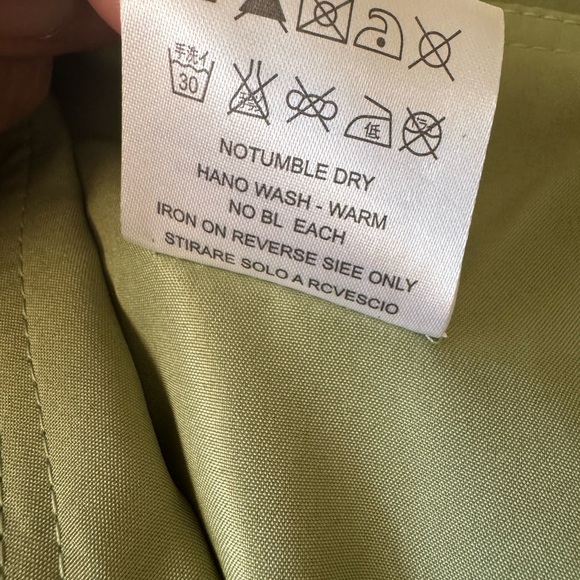 手洗イ
30
低
NOTUMBLE DRY
HANO WASH - WARM
NO BL EACH
IRON ON REVERSE SIEE ONLY
STIRARE SOLO A RCVESCIO